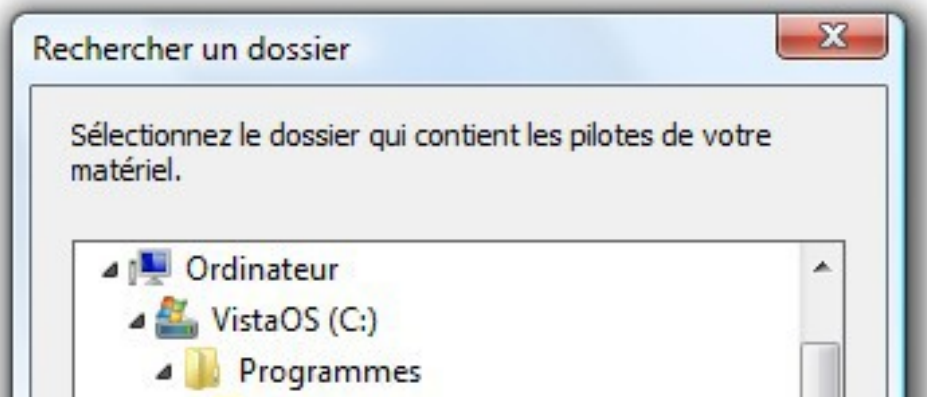 Rechercher un dossier
Sélectionnez le dossier qui contient les pilotes de votre
matériel.
Ordinateur
VistaOS (C:)
Programmes